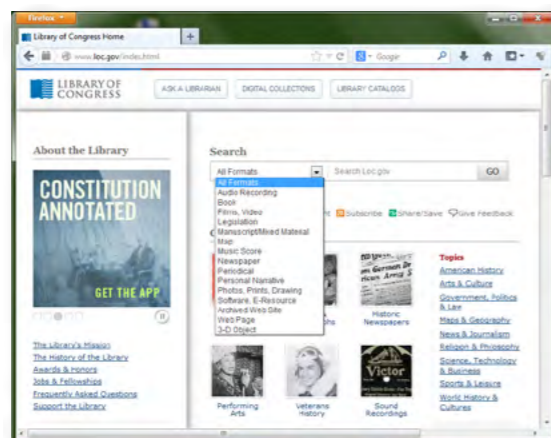 Firefox
Library of Congress Home
www.loc.gov/index.html
Google
LIBRARY OF
CONGRESS
ASK A LIBRARIAN
DIGITAL COLLECTIONS
LIBRARY CATALOGS
About the Library
CONSTITUTION
ANNOTATED
GET THE APP
The Library's Mission
The History of the Library
Awards & Honors
Jobs & Fellowships
Frequently Asked Questions
Support the Library
Search
All Formats
Search Loc.gov
GO
All Formats
Audio Recording
Book
Films, Video
Legislation
Manuscript/Mixed Material
Map
Music Score
Newspaper
Periodical
Personal Narrative
Photos, Prints, Drawing
Software, E-Resource
Archived Web Site
Web Page
3-D Object
Subscribe
Share/Save
Give Feedback
Historic
Newspapers
Performing
Arts
Veterans
History
Victor
Sound
Recordings
Topics
American History
Arts & Culture
Government, Politics
& Law
Maps & Geography
News & Journalism
Religion & Philosophy
Science, Technology
& Business
Sports & Leisure
World History &
Cultures